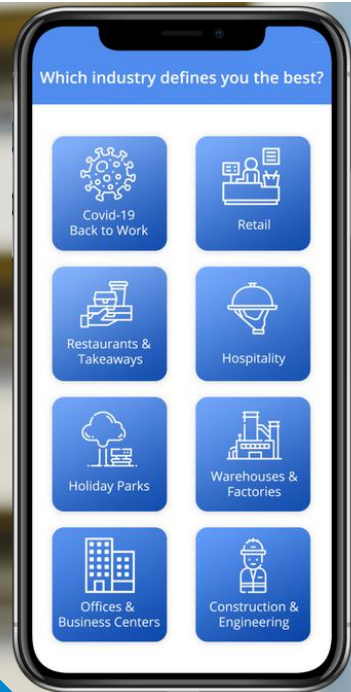 Which industry defines you the best?
Covid-19
Back to Work
Retail
Restaurants &
Takeaways
Hospitality
Holiday Parks
Warehouses &
Factories
Offices &
Business Centers
Construction &
Engineering